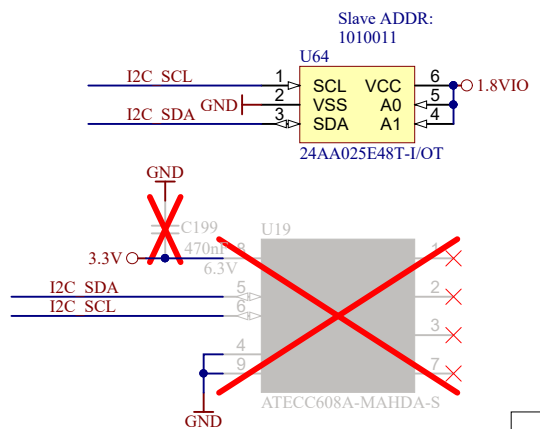 Slave ADDR:
1010011
U64
I2C SCL 1 SCL VCC 6 1.8VIO
GND 2 VSS A0 5
I2C SDA 3 SDA A1 4
24AA025E48T-I/OT
GND
C199 U19
470nF 8 1
3.3V 6.3V
I2C SDA 5 2
I2C SCL 6
3
4
9 7
GND ATECC608A-MAHDA-S